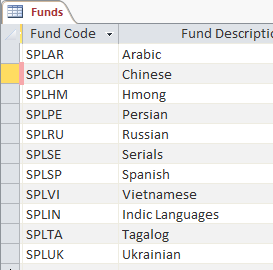 Funds
Fund Code Fund Descriptio
SPLAR Arabic
SPLCH Chinese
SPLHM Hmong
SPLPE Persian
SPLRU Russian
SPLSE Serials
SPLSP Spanish
SPLVI Vietnamese
SPLIN Indic Languages
SPLTA Tagalog
SPLUK Ukrainian